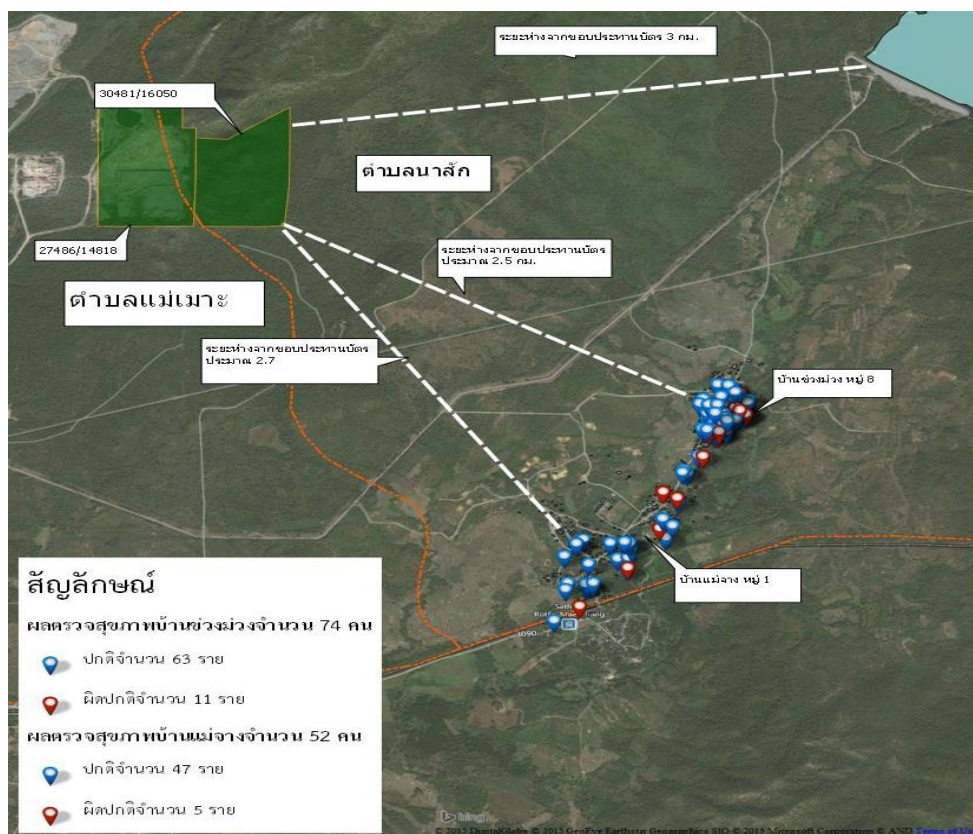 ระยะห่างจากขอบประทานบัตร 3 กม.
30481/16050
ตำบลนาสัก
27486/14818
ระยะห่างจากขอบประทานบัตร
ประมาณ 2.5 กม.
ตำบลแม่เมาะ
ระยะห่างจากขอบประทานบัตร
ประมาณ 2.7
บ้านข่วงม่วง หมู่ 8
บ้านแม่จาง หมู่ 1
1090
สัญลักษณ์
ผลตรวจสุขภาพบ้านข่วงม่วงจำนวน 74 คน
ปกติจำนวน 63 ราย
ผิดปกติจำนวน 11 ราย
ผลตรวจสุขภาพบ้านแม่จางจำนวน 52 คน
ปกติจำนวน 47 ราย
ผิดปกติจำนวน 5 ราย
bing
© 2015 DigitalGlobe © 2015 GeoEye Earthstar Geographics SIO © 2015 Microsoft Corporation